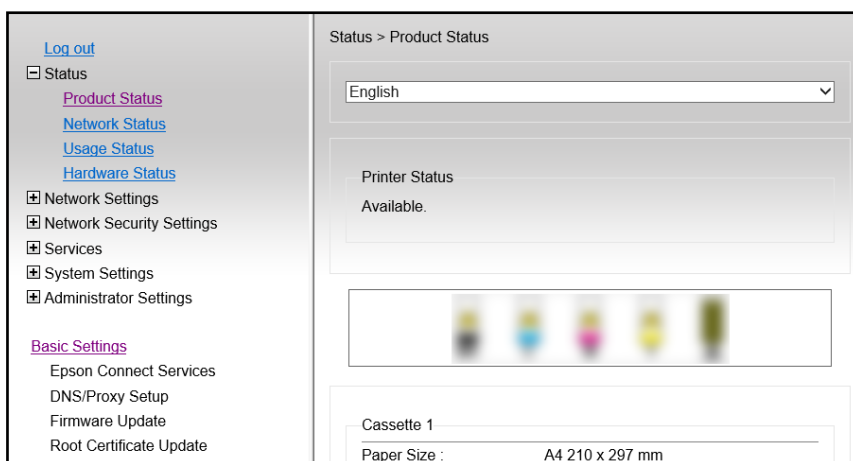 Log out
Status
Product Status
Network Status
Usage Status
Hardware Status
Network Settings
Network Security Settings
Services
System Settings
Administrator Settings
Basic Settings
Epson Connect Services
DNS/Proxy Setup
Firmware Update
Root Certificate Update
Status > Product Status
English
Printer Status
Available.
Cassette 1
Paper Size : A4 210 x 297 mm